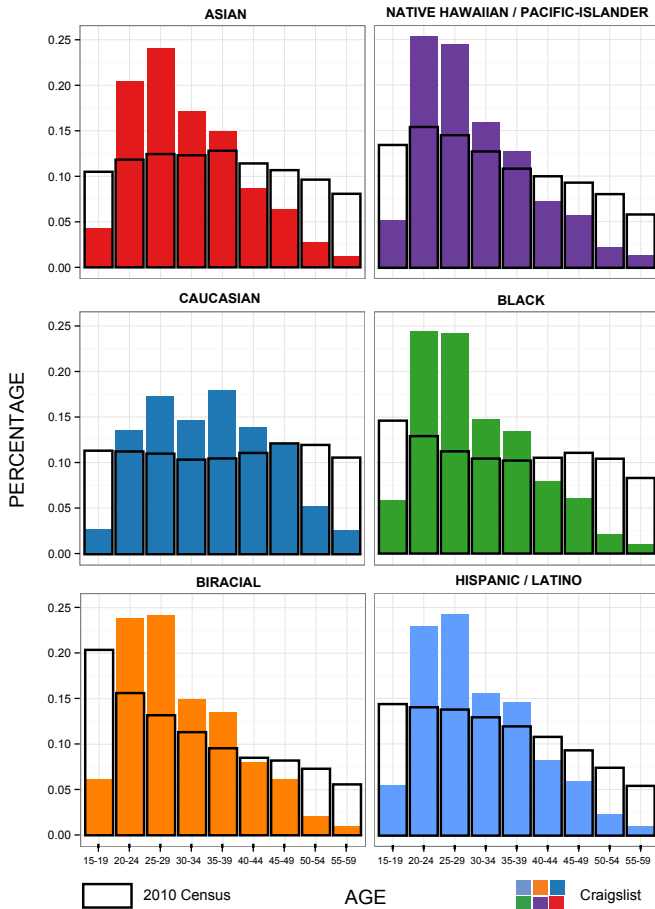 ASIAN
NATIVE HAWAIIAN / PACIFIC-ISLANDER
0.25
0.20
0.15
0.10
0.05
0.00
CAUCASIAN
BLACK
0.25
0.20
0.15
0.10
0.05
0.00
PERCENTAGE
BIRACIAL
HISPANIC / LATINO
0.25
0.20
0.15
0.10
0.05
0.00
15-19 20-24 25-29 30-34 35-39 40-44 45-49 50-54 55-59
15-19 20-24 25-29 30-34 35-39 40-44 45-49 50-54 55-59
2010 Census
AGE
Craigslist